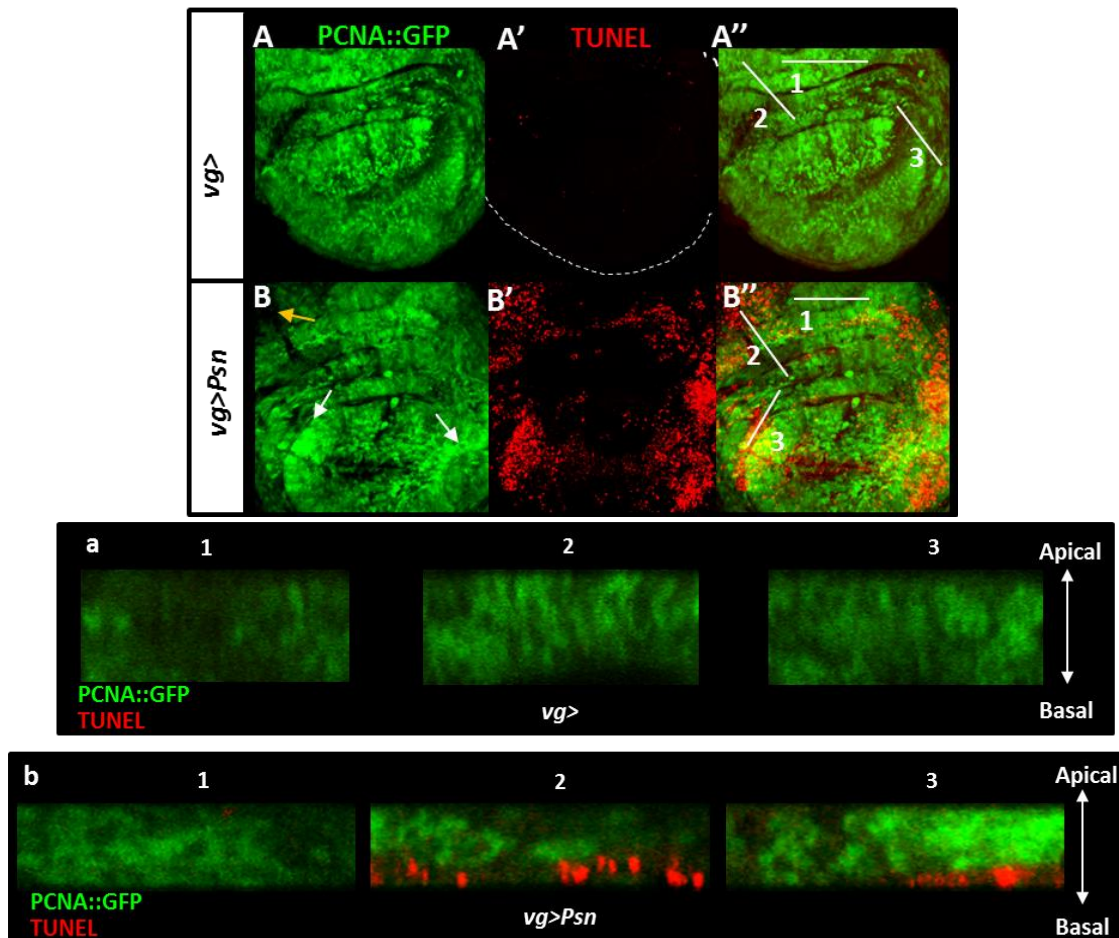 A PCNA::GFP A' TUNEL A''
vg>
1
2
3
B B' B''
vg>Psn
1
2
3
a 1 2 3 Apical
PCNA::GFP
TUNEL vg> Basal
b 1 2 3 Apical
PCNA::GFP
TUNEL vg>Psn Basal